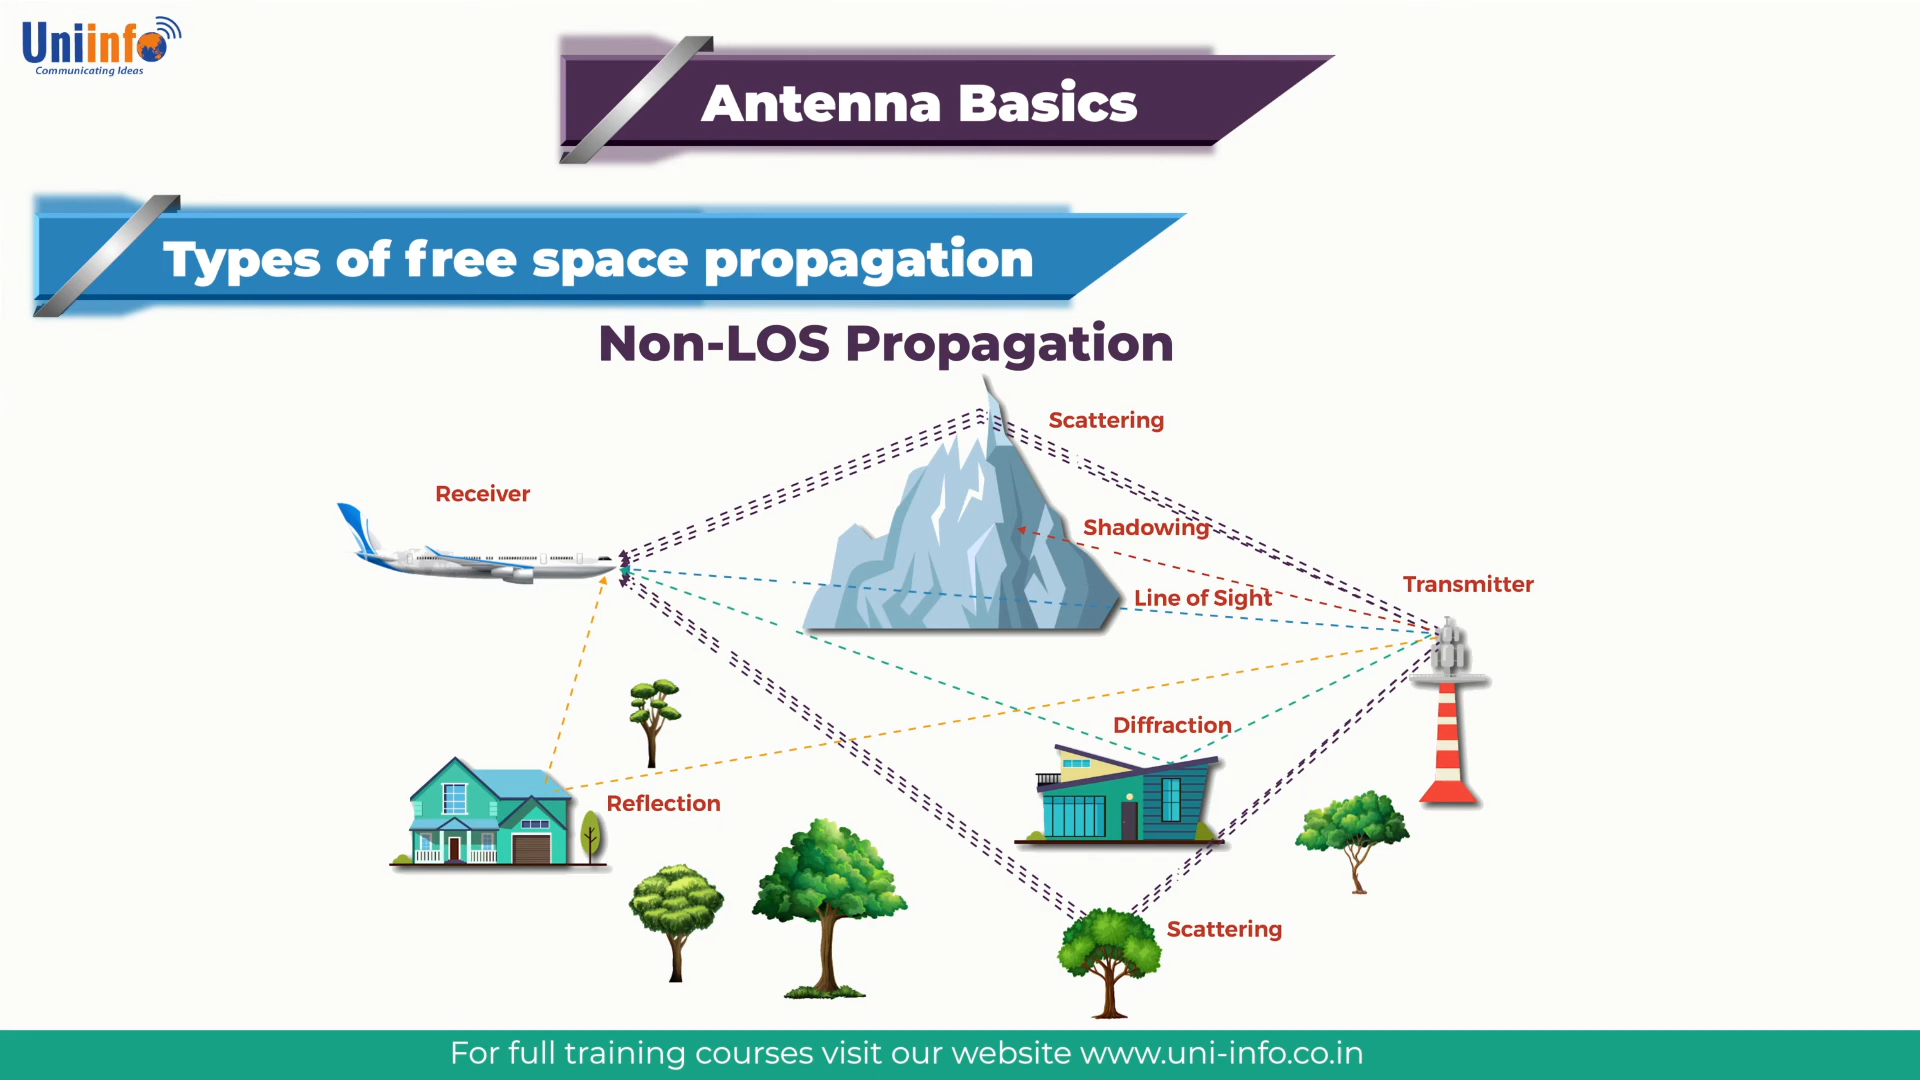 Uniinfo
Communicating Ideas
Antenna Basics
Types of free space propagation
Non-LOS Propagation
Scattering
Receiver
Shadowing
Transmitter
Line of Sight
Diffraction
Reflection
Scattering
For full training courses visit our website www.uni-info.co.in